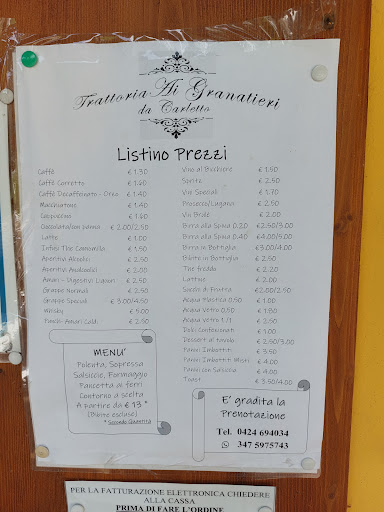 Trattoria Ai Granatieri
da Carletto
Listino Prezzi
Caffè € 1.30
Caffè Corretto € 1.40
Caffè Decaffeinato - Orzo € 1.40
Macchiatone € 1.40
Cappuccino € 1.60
Cioccolata/con panna € 2.00/2.50
Latte € 1.00
Infusi The Camomilla € 1.50
Aperitivi Alcolici € 2.50
Aperitivi Analcolici € 2.00
Amari - Digestivi Liquori € 2.50
Grappe Normali € 2.50
Grappe Speciali € 3.00/4.50
Whisky € 5.00
Punch Amari Caldi € 2.50
Vino al Bicchiere € 1.50
Spritz € 2.50
Vini Speciali € 1.70
Prosecco/Lugana € 2.50
Vin Brulè € 2.00
Birra alla Spina 0,20 € 2.50/3.00
Birra alla Spina 0,40 € 4.00/5.00
Birra in Bottiglia € 3.00/4.00
Bibite in Bottiglia € 2.50
The freddo € 2.20
Lattine € 2.50
Succhi di Frutta € 2.00/2.50
Acqua Plastica 0,50 € 1.00
Acqua vetro 0,50 € 1.80
Acqua vetro 1/1 € 2.50
Dolci Confezionati € 1.00
Dessert al tavolo € 2.50/3.00
Panini Imbottiti € 3.50
Panini Imbottiti Misti € 4.00
Panini con Salsiccia € 4.00
Toast € 3.50/4.00
MENU'
Polenta, Sopressa
Salsiccie, Formaggio
Pancetta ai ferri
Contorno a scelta
A partire da € 13 *
(Bibite escluse)
* Secondo Quantità
E' gradita la
Prenotazione
Tel. 0424 694034
347 5975743
PER LA FATTURAZIONE ELETTRONICA CHIEDERE
ALLA CASSA
PRIMA DI FARE L'ORDINE